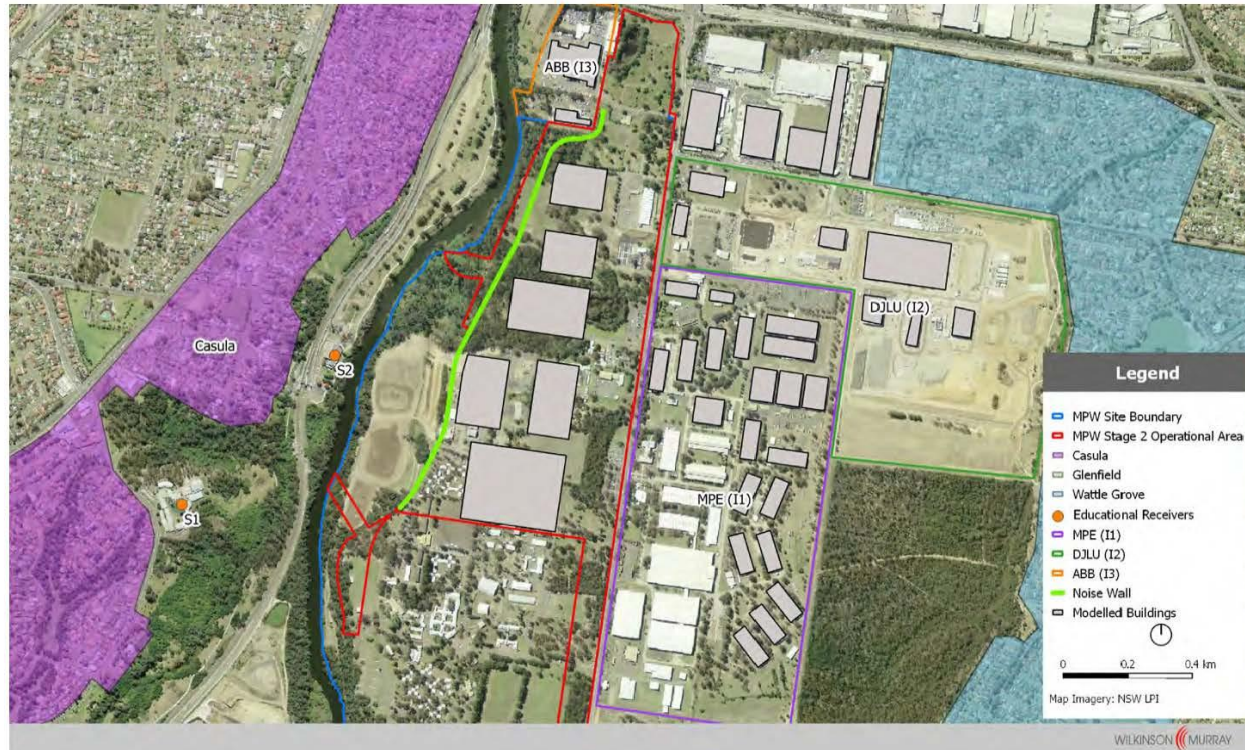 ABB (I3)
DJLU (I2)
Casula
S2
S1
MPE (I1)
Legend
MPW Site Boundary
MPW Stage 2 Operational Area
Casula
Glenfield
Wattle Grove
Educational Receivers
MPE (I1)
DJLU (I2)
ABB (I3)
Noise Wall
Modelled Buildings
0 0.2 0.4 km
Map Imagery: NSW LPI
WILKINSON MURRAY